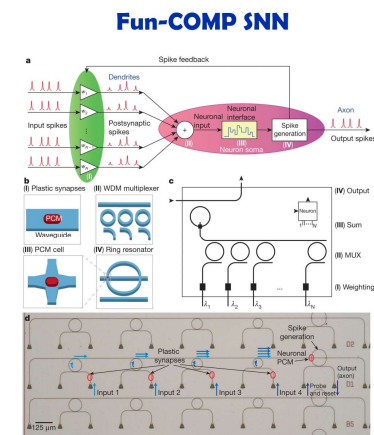 Fun-COMP SNN
a
Spike feedback
Dendrites
Neuronal interface
Neuronal input
Axon
Input spikes
Postsynaptic spikes
Spike generation
Output spikes
(I)
(II)
(III)
(IV)
Neuron soma
b
(I) Plastic synapses
(II) WDM multiplexer
PCM
Waveguide
(III) PCM cell
(IV) Ring resonator
c
(IV) Output
Neuron
(III) Sum
(II) MUX
(I) Weighting
λ1 λ2 λ3 ... λN
d
Spike generation
D2
Plastic synapses
Neuronal PCM
Output (axon)
D1
Input 1
Input 2
Input 3
Input 4
Probe and reset
125 μm